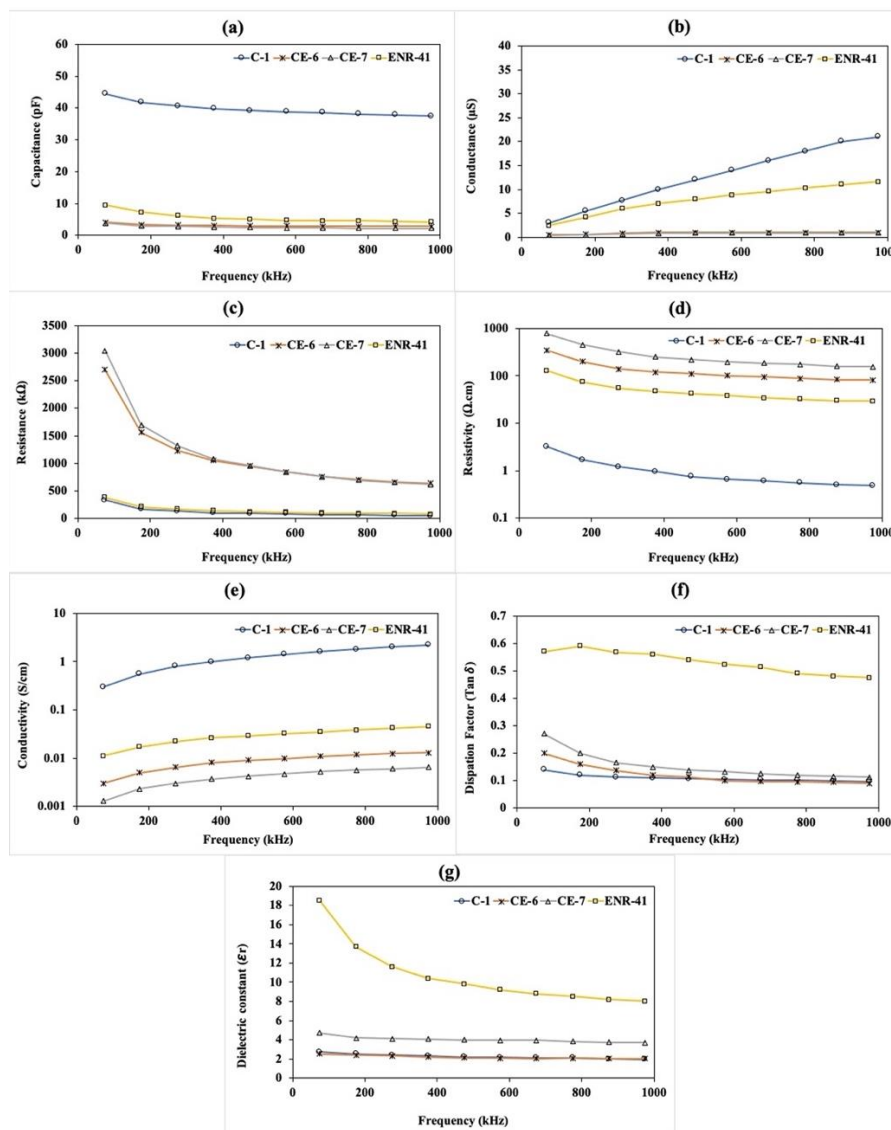 (a)
C-1 CE-6 CE-7 ENR-41
Capacitance (pF)
60
50
40
30
20
10
0
0 200 400 600 800 1000
Frequency (kHz)
(b)
C-1 CE-6 CE-7 ENR-41
Conductance (µS)
40
35
30
25
20
15
10
5
0
0 200 400 600 800 1000
Frequency (kHz)
(c)
C-1 CE-6 CE-7 ENR-41
Resistance (kΩ)
3500
3000
2500
2000
1500
1000
500
0
0 200 400 600 800 1000
Frequency (kHz)
(d)
C-1 CE-6 CE-7 ENR-41
Resistivity (Ω.cm)
1000
100
10
1
0.1
0 200 400 600 800 1000
Frequency (kHz)
(e)
C-1 CE-6 CE-7 ENR-41
Conductivity (S/cm)
10
1
0.1
0.01
0.001
0 200 400 600 800 1000
Frequency (kHz)
(f)
C-1 CE-6 CE-7 ENR-41
Dispation Factor (Tan δ)
0.7
0.6
0.5
0.4
0.3
0.2
0.1
0
0 200 400 600 800 1000
Frequency (kHz)
(g)
C-1 CE-6 CE-7 ENR-41
Dielectric constant (εr)
20
18
16
14
12
10
8
6
4
2
0
0 200 400 600 800 1000
Frequency (kHz)